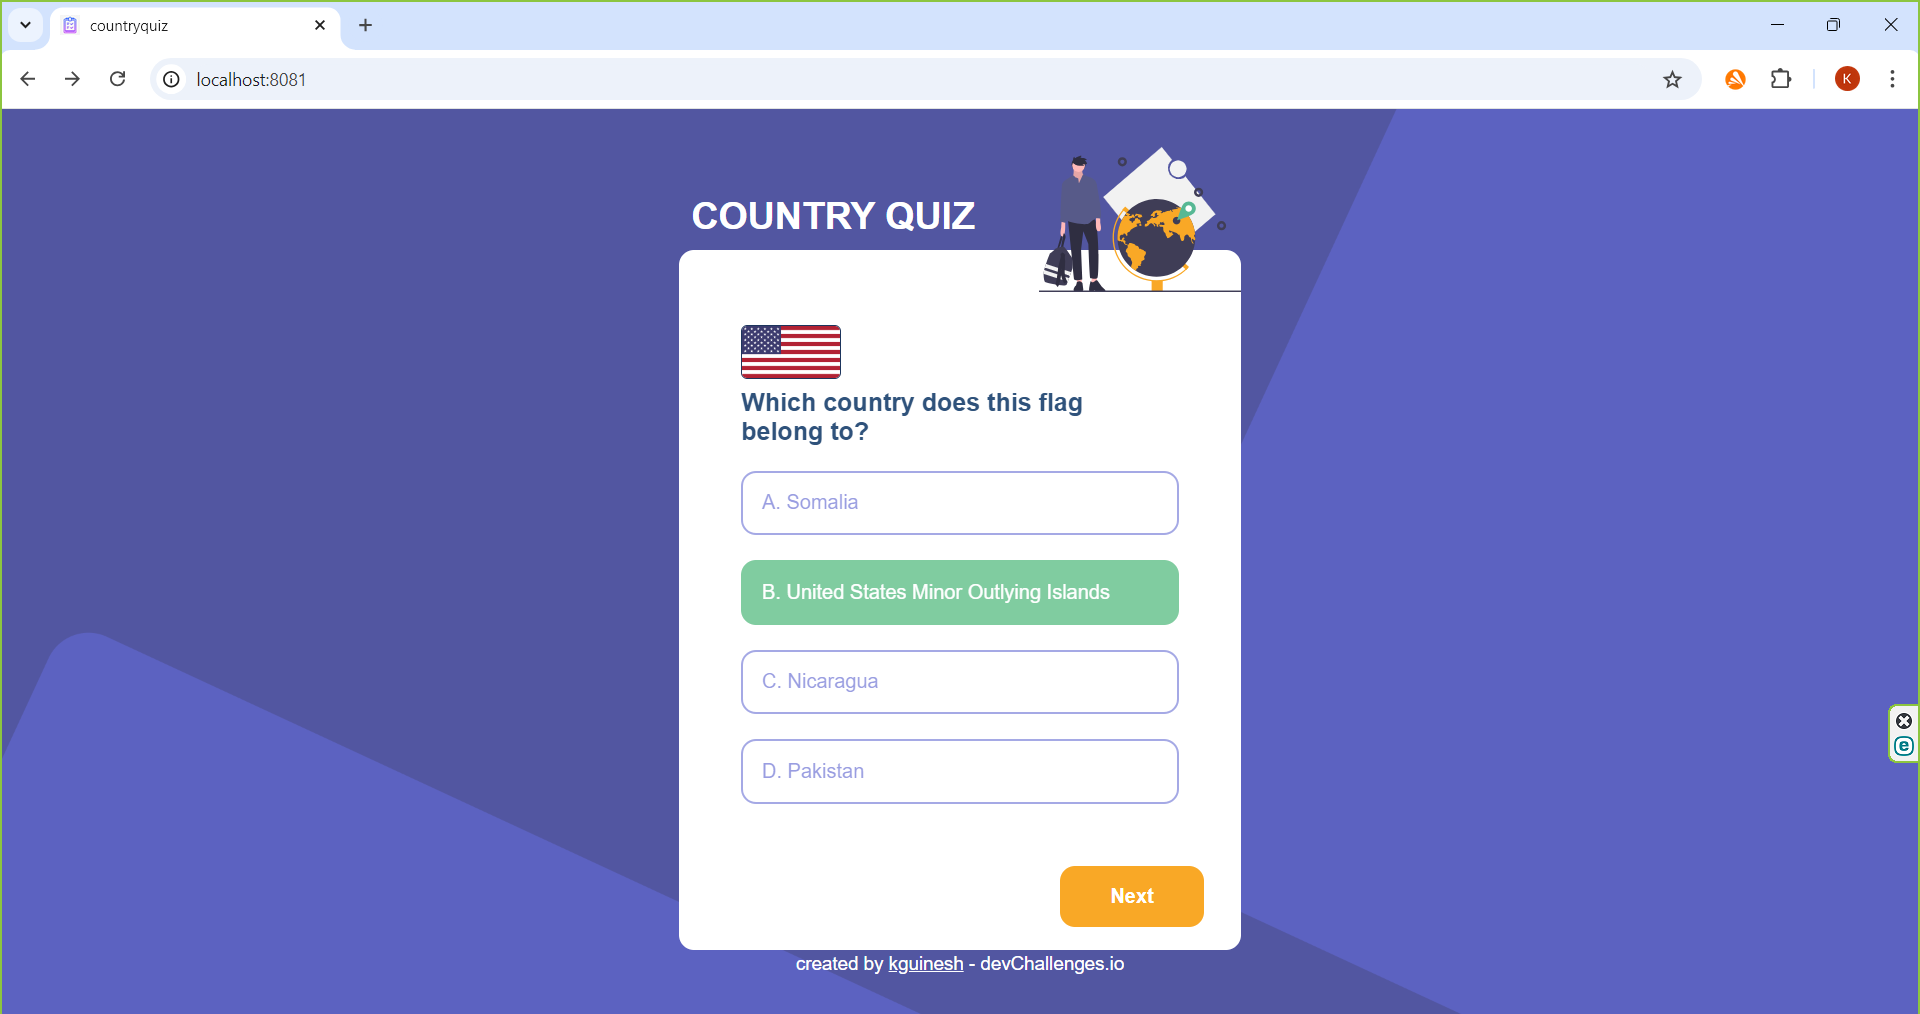 countryquiz
localhost:8081
K
COUNTRY QUIZ
Which country does this flag
belong to?
A. Somalia
B. United States Minor Outlying Islands
C. Nicaragua
D. Pakistan
e
Next
created by kguinesh - devChallenges.io